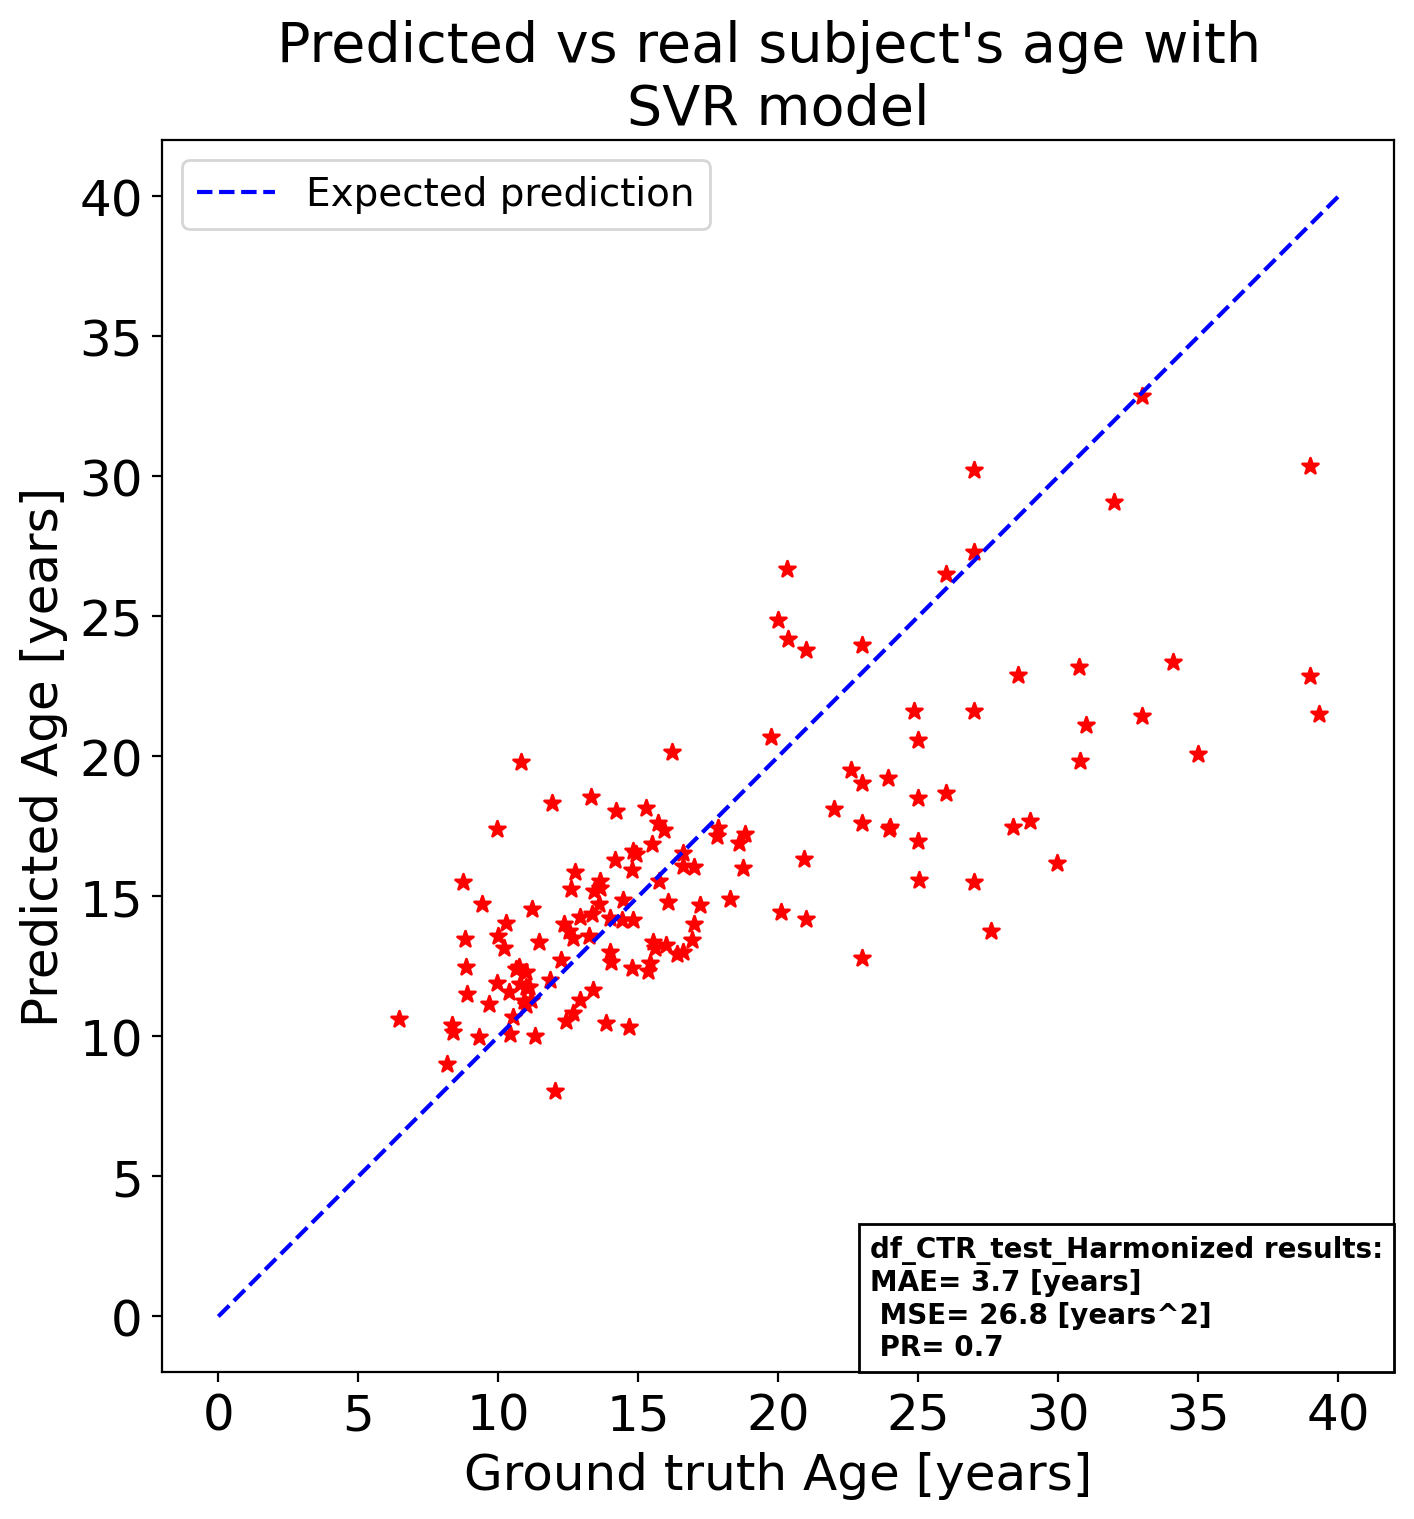 Predicted vs real subject's age with
SVR model
Expected prediction
40
35
30
25
20
15
10
5
0
Predicted Age [years]
df_CTR_test_Harmonized results:
MAE= 3.7 [years]
MSE= 26.8 [years^2]
PR= 0.7
0 5 10 15 20 25 30 35 40
Ground truth Age [years]